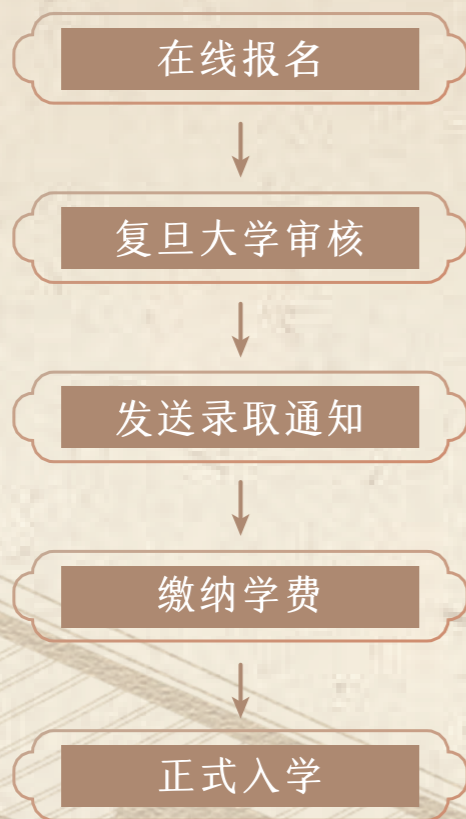 在线报名
复旦大学审核
发送录取通知
缴纳学费
正式入学